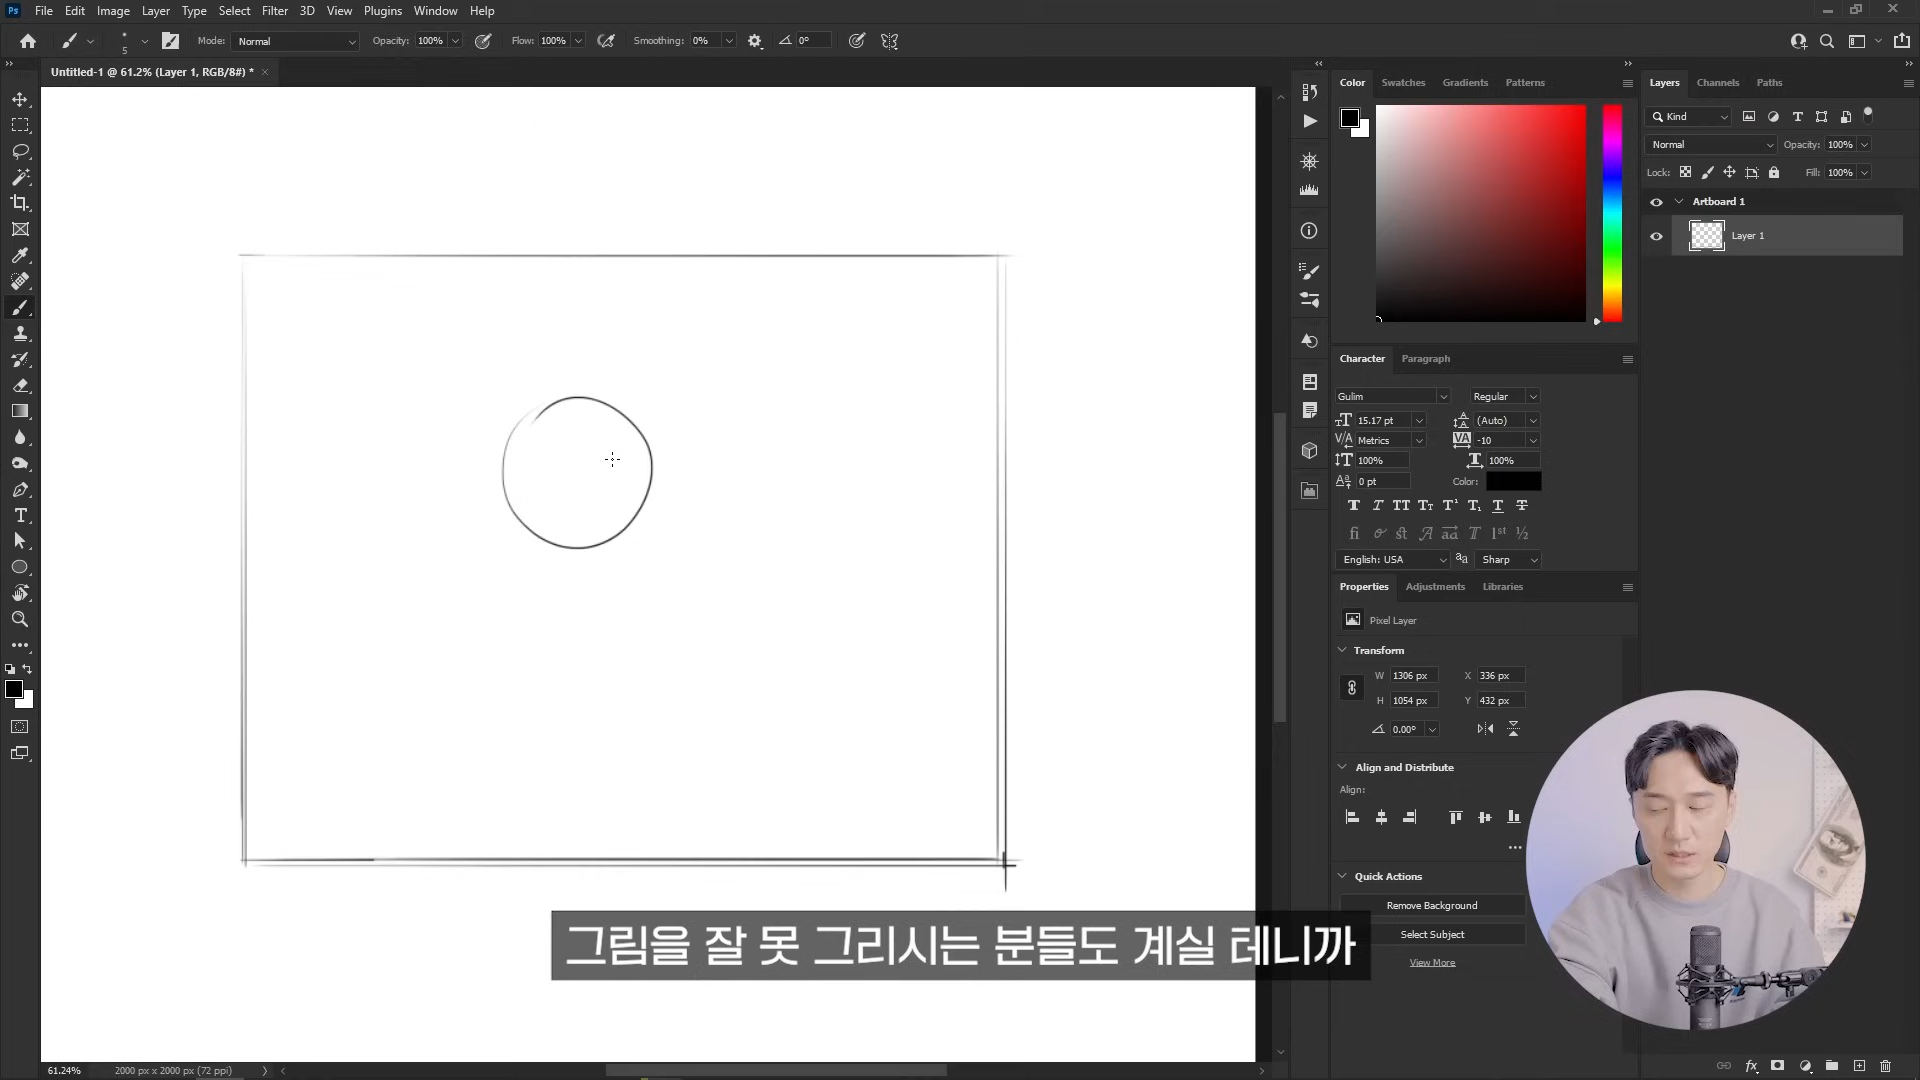 Ps File Edit Image Layer Type Select Filter 3D View Plugins Window Help
5 Mode: Normal Opacity: 100% Flow: 100% Smoothing: 0% 0°
Untitled-1 @ 61.2% (Layer 1, RGB/8#) *
Color Swatches Gradients Patterns
Layers Channels Paths
Kind
Normal Opacity: 100%
Lock: Fill: 100%
Artboard 1
Layer 1
Character Paragraph
Gulim Regular
15.17 pt (Auto)
Metrics -10
100% 100%
0 pt Color:
English: USA aa Sharp
Properties Adjustments Libraries
Pixel Layer
Transform
W 1306 px X 336 px
H 1054 px Y 432 px
0.00°
Align and Distribute
Align:
Quick Actions
Remove Background
Select Subject
View More
그림을 잘 못 그리시는 분들도 계실 테니까
61.24% 2000 px x 2000 px (72 ppi)